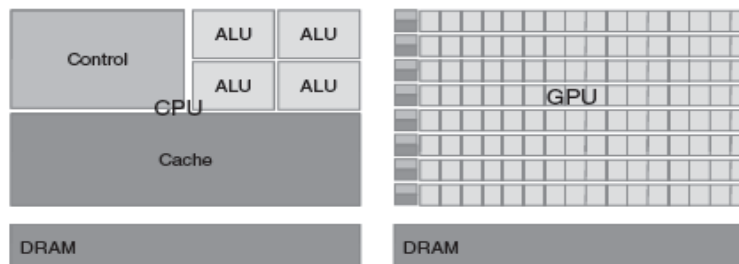 ALU ALU
Control
ALU ALU
CPU
Cache
DRAM
GPU
DRAM